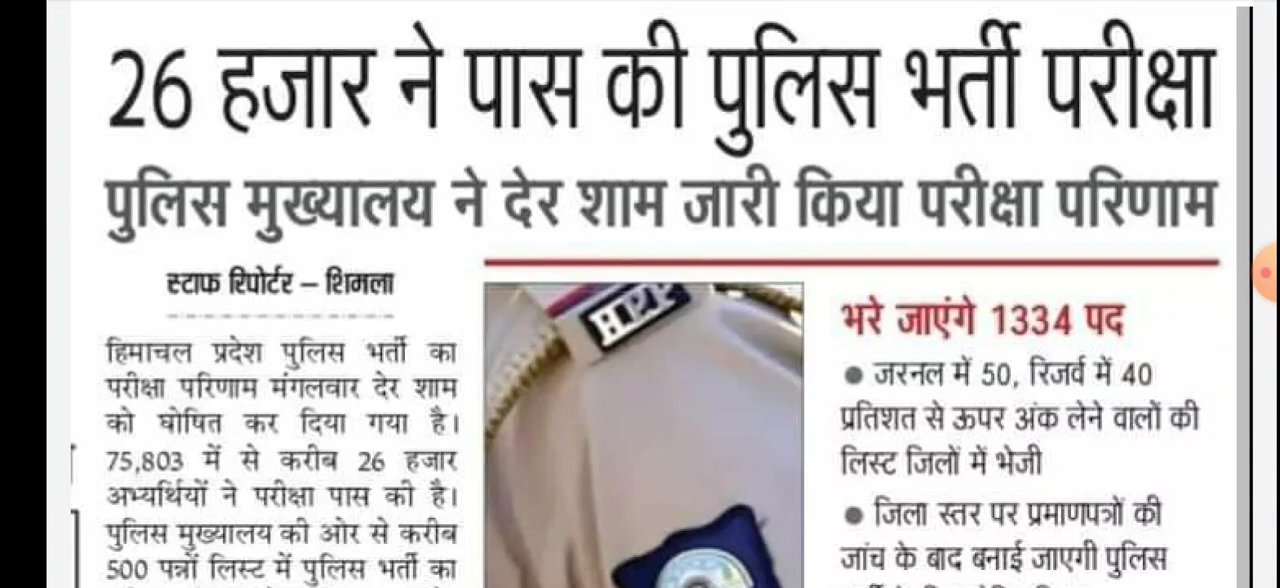 26 हजार ने पास की पुलिस भर्ती परीक्षा
पुलिस मुख्यालय ने देर शाम जारी किया परीक्षा परिणाम
स्टाफ रिपोर्टर – शिमला
हिमाचल प्रदेश पुलिस भर्ती का
परीक्षा परिणाम मंगलवार देर शाम
को घोषित कर दिया गया है।
75,803 में से करीब 26 हजार
अभ्यर्थियों ने परीक्षा पास की है।
पुलिस मुख्यालय की ओर से करीब
500 पन्नों लिस्ट में पुलिस भर्ती का
HPP
भरे जाएंगे 1334 पद
● जरनल में 50, रिजर्व में 40
प्रतिशत से ऊपर अंक लेने वालों की
लिस्ट जिलों में भेजी
● जिला स्तर पर प्रमाणपत्रों की
जांच के बाद बनाई जाएगी पुलिस